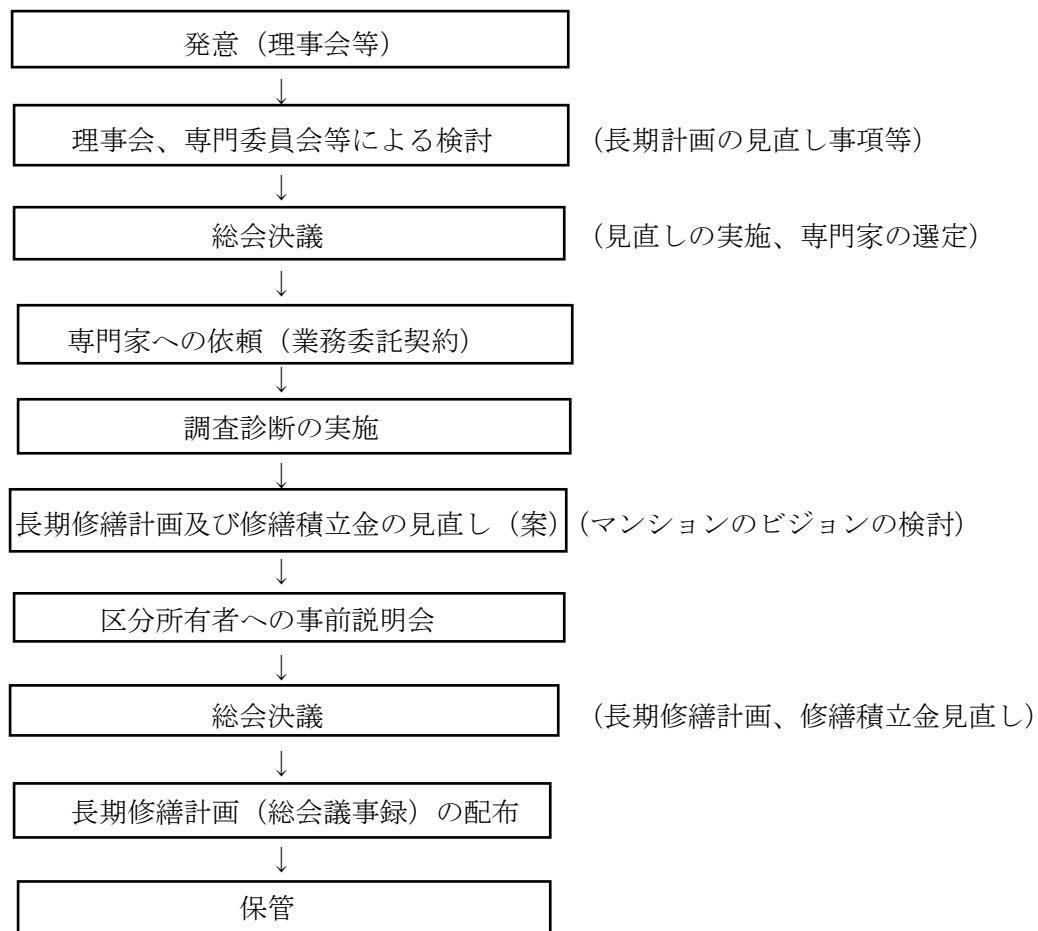 発意（理事会等）
↓
理事会、専門委員会等による検討 （長期計画の見直し事項等）
↓
総会決議 （見直しの実施、専門家の選定）
↓
専門家への依頼（業務委託契約）
↓
調査診断の実施
↓
長期修繕計画及び修繕積立金の見直し（案） （マンションのビジョンの検討）
↓
区分所有者への事前説明会
↓
総会決議 （長期修繕計画、修繕積立金見直し）
↓
長期修繕計画（総会議事録）の配布
↓
保管